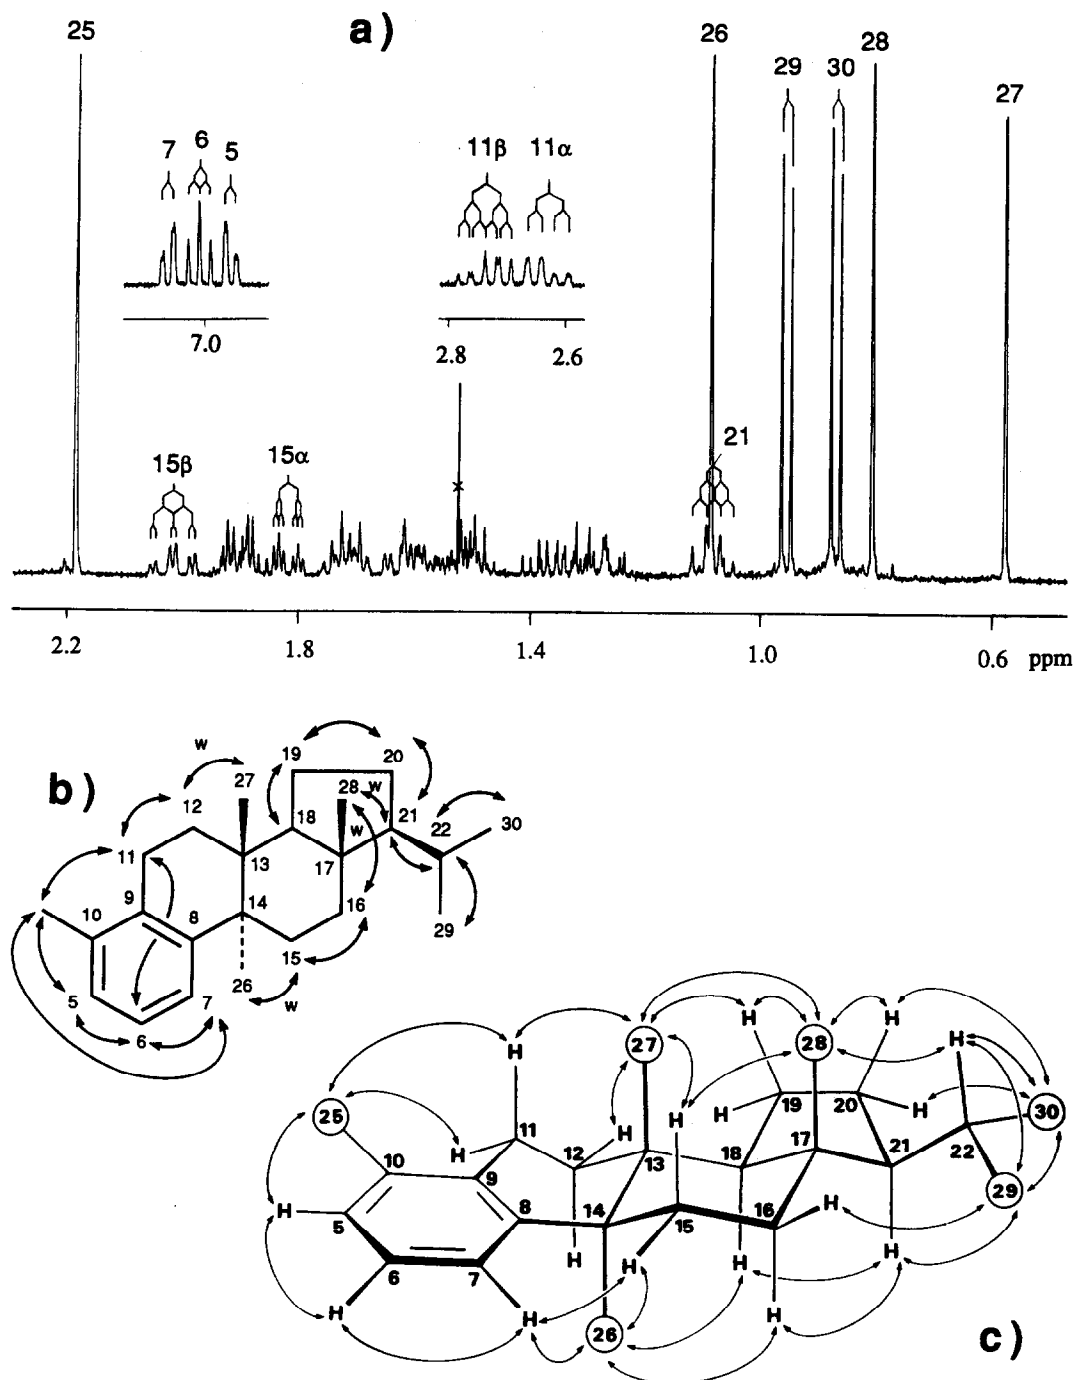 a)
25
26
28
29 30
27
7 6 5
11β 11α
7.0
2.8 2.6
21
15β
15α
×
2.2 1.8 1.4 1.0 0.6 ppm
b)
w
19 20
27
28 w
12
18
21
22
30
w
11
13
17
9
14
16
10
8
29
15
5
26
7
w
6
H H
27 28
H
H
25
H
19 20
H
30
H
11
H
H
12
13
18
17
21
22
10
9
H
29
H
5
8
14
15
16
H
H
6
7
H
H
H
H
H
H
H
26
c)